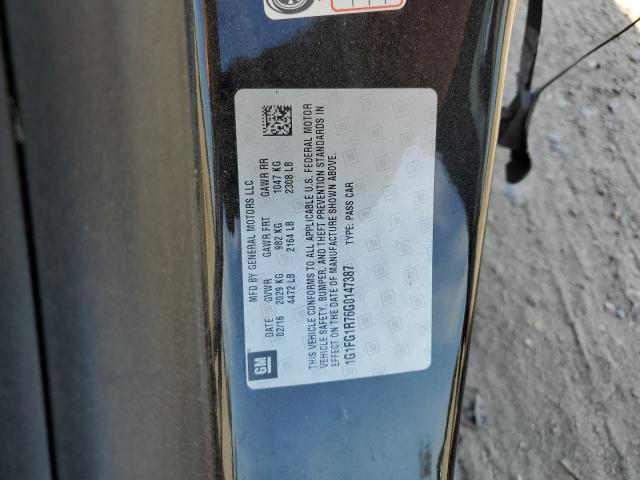 MFD BY GENERAL MOTORS LLC
DATE GVWR GAWR FRT GAWR RR
02/16 2029 KG 982 KG 1047 KG
4472 LB 2164 LB 2308 LB
GM
THIS VEHICLE CONFORMS TO ALL APPLICABLE U.S. FEDERAL MOTOR
VEHICLE SAFETY, BUMPER, AND THEFT PREVENTION STANDARDS IN
EFFECT ON THE DATE OF MANUFACTURE SHOWN ABOVE.
1G1FG1R76G0147387 TYPE: PASS CAR